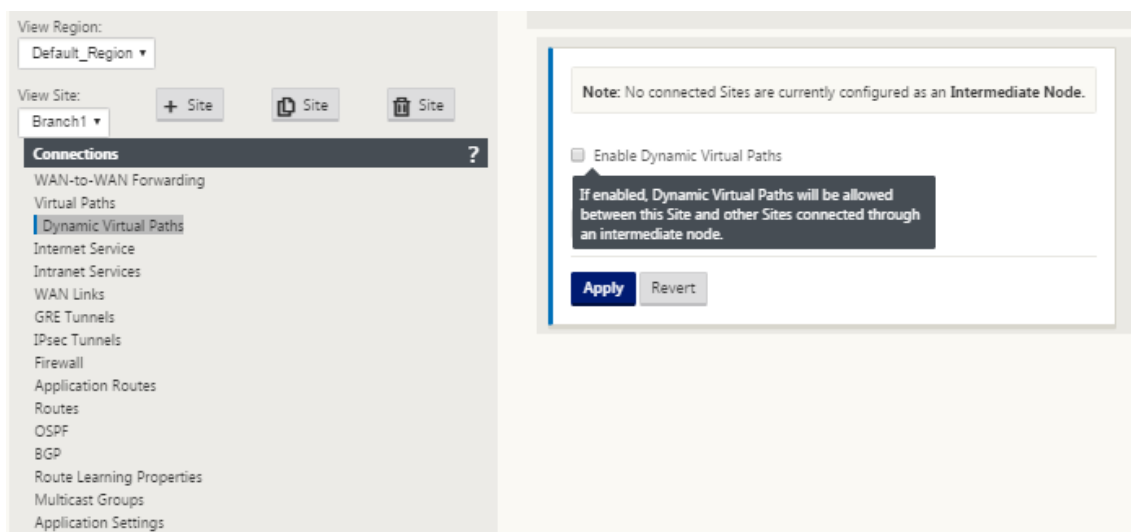 View Region:
Default_Region ▾
View Site:
Branch1 ▾
+ Site
Site
Site
Connections ?
WAN-to-WAN Forwarding
Virtual Paths
Dynamic Virtual Paths
Internet Service
Intranet Services
WAN Links
GRE Tunnels
IPsec Tunnels
Firewall
Application Routes
Routes
OSPF
BGP
Route Learning Properties
Multicast Groups
Application Settings
Note: No connected Sites are currently configured as an Intermediate Node.
Enable Dynamic Virtual Paths
If enabled, Dynamic Virtual Paths will be allowed
between this Site and other Sites connected through
an intermediate node.
Apply
Revert